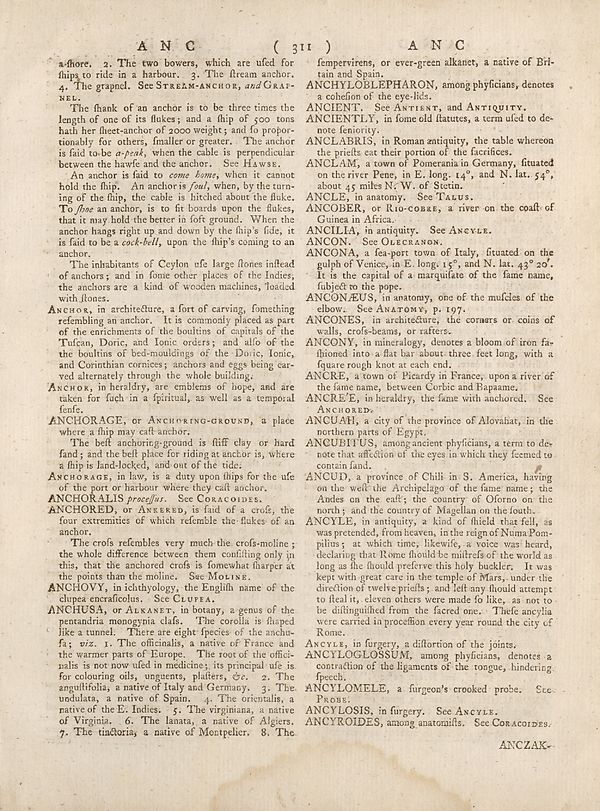 A N C ( 311 ) A N C
a-ſhore. 2. The two bowers, which are uſed for
ſhips to ride in a harbour. 3. The ſtream anchor.
4. The grapnel. See STREAM-ANCHOR, and GRAP-
NEL.
The ſhank of an anchor is to be three times the
length of one of its flukes; and a ſhip of 500 tons
hath her ſheet-anchor of 2000 weight; and ſo propor-
tionably for others, ſmaller or greater. The anchor
is ſaid to be a-peak, when the cable is perpendicular
between the hawſe and the anchor. See HAWSE.
An anchor is ſaid to come home, when it cannot
hold the ſhip. An anchor is foul, when, by the turn-
ing of the ſhip, the cable is hitched about the fluke.
To ſhoe an anchor, is to fit boards upon the flukes,
that it may hold the better in ſoft ground. When the
anchor hangs right up and down by the ſhip's ſide, it
is ſaid to be a cock-bell, upon the ſhip's coming to an
anchor.
The inhabitants of Ceylon uſe large ſtones inſtead
of anchors; and in ſome other places of the Indies,
the anchors are a kind of wooden machines, loaded
with ſtones.
ANCHOR, in architecture, a ſort of carving, ſomething
reſembling an anchor. It is commonly placed as part
of the enrichments of the boultins of capitals of the
Tuſcan, Doric, and Ionic orders; and alſo of the
the boultins of bed-mouldings of the Doric, Ionic,
and Corinthian cornices; anchors and eggs being car-
ved alternately through the whole building.
ANCHOR, in heraldry, are emblems of hope, and are
taken for ſuch in a ſpiritual, as well as a temporal
ſenſe.
ANCHORAGE, or ANCHORING-GROUND, a place
where a ſhip may caſt anchor.
The beſt anchoring-ground is ſtiff clay or hard
ſand; and the beſt place for riding at anchor is, where
a ſhip is land-locked, and out of the tide.
ANCHORAGE, in law, is a duty upon ſhips for the uſe
of the port or harbour where they caſt anchor.
ANCHORALIS proceſſus. See CORACOIDES.
ANCHORED, or ANKERED, is ſaid of a croſs, the
four extremities of which reſemble the flukes of an
anchor.
The croſs reſembles very much the croſs-moline;
the whole difference between them conſiſting only in
this, that the anchored croſs is ſomewhat ſharper at
the points than the moline. See MOLINE.
ANCHOVY, in ichthyology, the Engliſh name of the
clupea encraſicolus. See CLUPEA.
ANCHUSA, or ALKANET, in botany, a genus of the
pentandria monogynia claſs. The corolla is ſhaped
like a tunnel. There are eight ſpecies of the anchu-
ſa; viz. 1. The officinalis, a native of France and
the warmer parts of Europe. The root of the offici-
nalis is not now uſed in medicine; its principal uſe is
for colouring oils, unguents, plaſters, &c. 2. The
anguſtifolia, a native of Italy and Germany. 3. The
undulata, a native of Spain. 4. The orientalis, a
native of the E. Indies. 5. The virginiana, a native
of Virginia. 6. The lanata, a native of Algiers.
7. The tinctoria, a native of Montpelier. 8. The
ſempervirens, or ever-green alkanet, a native of Bri-
tain and Spain.
ANCHYLOBLEPHARON, among phyſicians, denotes
a coheſion of the eye-lids.
ANCIENT. See ANTIENT, and ANTIQUITY.
ANCIENTLY, in ſome old ſtatutes, a term uſed to de-
note ſeniority.
ANCLABRIS, in Roman antiquity, the table whereon
the prieſts eat their portion of the ſacrifices.
ANCLAM, a town of Pomerania in Germany, ſituated
on the river Pene, in E. long. 14°, and N. lat. 54°,
about 45 miles N. W. of Stetin.
ANCLE, in anatomy. See TALUS.
ANCOBER, or RIO-COBRE, a river on the coaſt of
Guinea in Africa.
ANCILIA, in antiquity. See ANCYLE.
ANCON. See OLECRANON.
ANCONA, a ſea-port town of Italy, ſituated on the
gulph of Venice, in E. long. 15°, and N. lat. 43° 20′.
It is the capital of a marquiſate of the ſame name,
ſubject to the pope.
ANCONÆUS, in anatomy, one of the muſcles of the
elbow. See ANATOMY, p. 197.
ANCONES, in architecture, the corners or coins of
walls, croſs-beams, or rafters.
ANCONY, in mineralogy, denotes a bloom of iron fa-
ſhioned into a flat bar about three feet long, with a
ſquare rough knot at each end.
ANCRE, a town of Picardy in France, upon a river of
the ſame name, between Corbie and Bapaame.
ANCRE'E, in heraldry, the ſame with anchored. See
ANCHORED.
ANCUAH, a city of the province of Alovahat, in the
northern parts of Egypt.
ANCUBITUS, among ancient phyſicians, a term to de-
note that affection of the eyes in which they ſeemed to
contain ſand.
ANCUD, a province of Chili in S. America, having
on the weſt the Archipelago of the ſame name; the
Andes on the eaſt; the country of Oſorno on the
north; and the country of Magellan on the ſouth.
ANCYLE, in antiquity, a kind of ſhield that fell, as
was pretended, from heaven, in the reign of Numa Pom-
pilius; at which time, likewiſe, a voice was heard,
declaring that Rome ſhould be miſtreſs of the world as
long as ſhe ſhould preſerve this holy buckler. It was
kept with great care in the temple of Mars, under the
direction of twelve prieſts; and leſt any ſhould attempt
to ſteal it, eleven others were made ſo like, as not to
be diſtinguiſhed from the ſacred one. Theſe ancylia
were carried in proceſſion every year round the city of
Rome.
ANCYLE, in ſurgery, a diſtortion of the joints.
ANCYLOGLOSSUM, among phyſicians, denotes a
contraction of the ligaments of the tongue, hindering
ſpeech.
ANCYLOMELE, a ſurgeon's crooked probe. See
PROBE.
ANCYLOSIS, in ſurgery. See ANCYLE.
ANCYROIDES, among anatomiſts. See CORACOIDES.
ANCZAK-